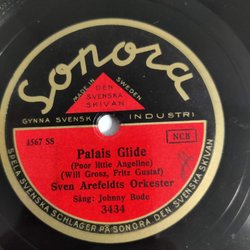 Sonora
MADE IN SWEDEN
DEN SVENSKA SKIVAN
GYNNA SVENSK INDUSTRI
4567 SS
NCB
Palais Glide
(Poor little Angeline)
(Will Grosz, Fritz Gustaf)
Sven Arefeldts Orkester
Sång: Johnny Bode
3434
SPELA SVENSKA SCHLAGER PÅ SONORA DEN SVENSKA SKIVAN